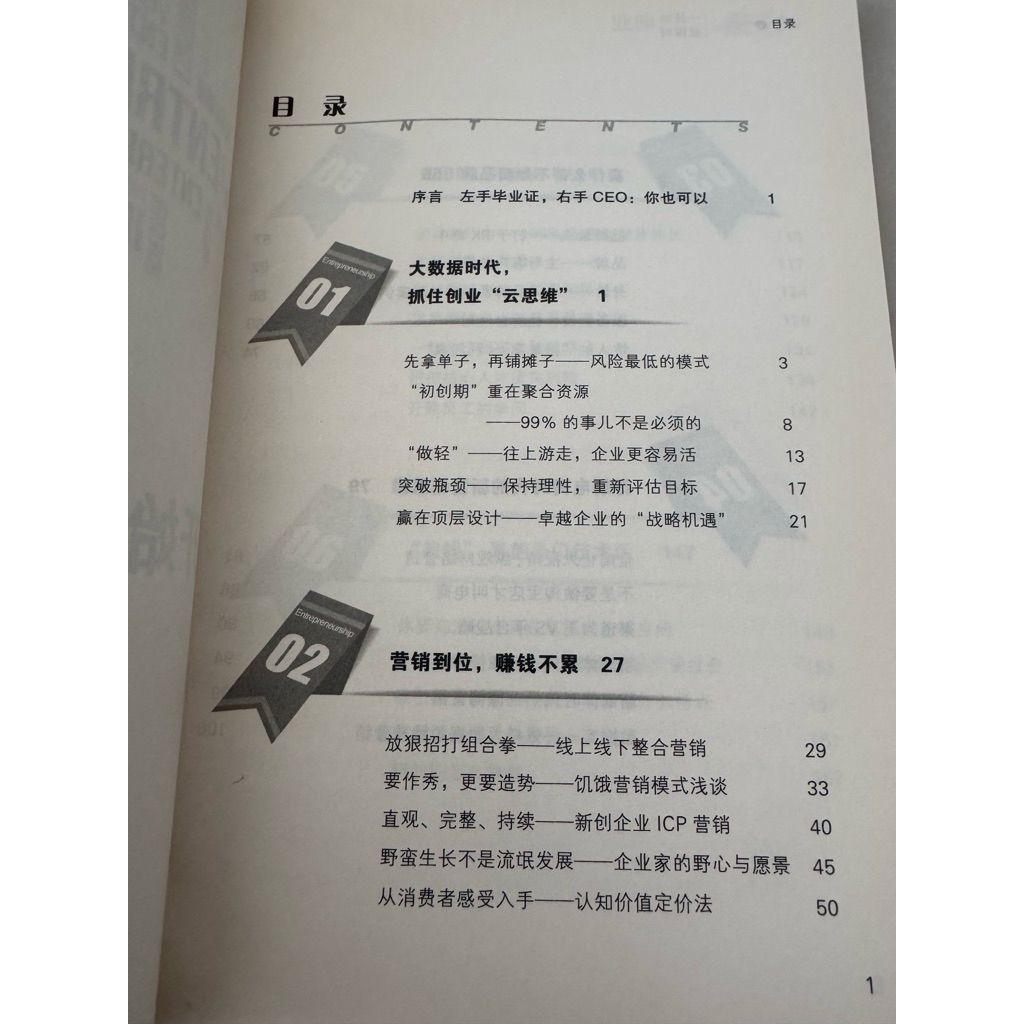 目录
目 录
CONTENTS
序言 左手毕业证，右手CEO：你也可以 1
Entrepreneurship
01
大数据时代，
抓住创业“云思维” 1
先拿单子，再铺摊子——风险最低的模式 3
“初创期”重在聚合资源
——99%的事儿不是必须的 8
“做轻”——往上游走，企业更容易活 13
突破瓶颈——保持理性，重新评估目标 17
赢在顶层设计——卓越企业的“战略机遇” 21
Entrepreneurship
02
营销到位，赚钱不累 27
放狠招打组合拳——线上线下整合营销 29
要作秀，更要造势——饥饿营销模式浅谈 33
直观、完整、持续——新创企业ICP营销 40
野蛮生长不是流氓发展——企业家的野心与愿景 45
从消费者感受入手——认知价值定价法 50
1